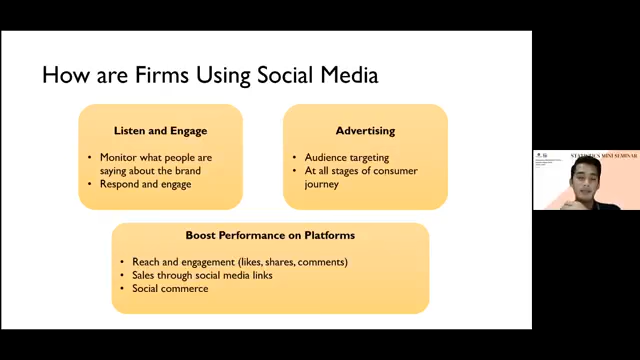 How are Firms Using Social Media
Listen and Engage
• Monitor what people are
saying about the brand
• Respond and engage
Advertising
• Audience targeting
• At all stages of consumer
journey
Boost Performance on Platforms
• Reach and engagement (likes, shares, comments)
• Sales through social media links
• Social commerce
STATISTICS MINI SEMINAR